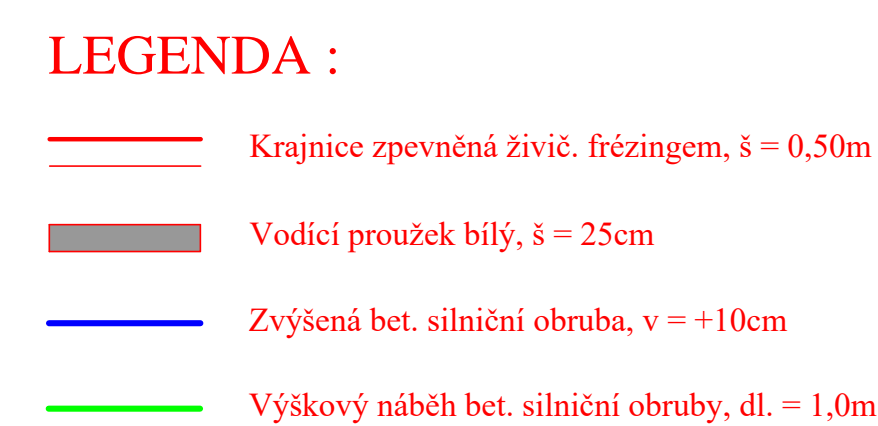 LEGENDA :
Krajnice zpevněná živič. frézingem, š = 0,50m
Vodící proužek bílý, š = 25cm
Zvýšená bet. silniční obruba, v = +10cm
Výškový náběh bet. silniční obruby, dl. = 1,0m